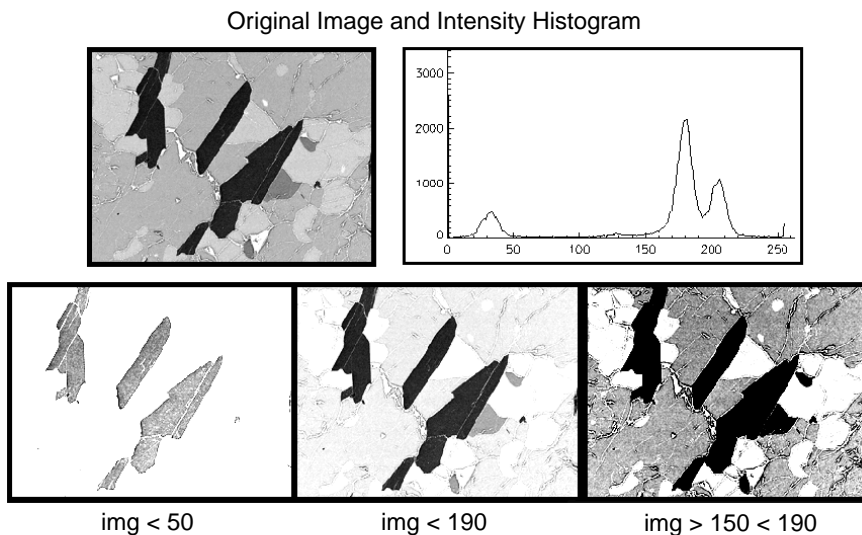 Original Image and Intensity Histogram
3000
2000
1000
0
0 50 100 150 200 250
img < 50 img < 190 img > 150 < 190